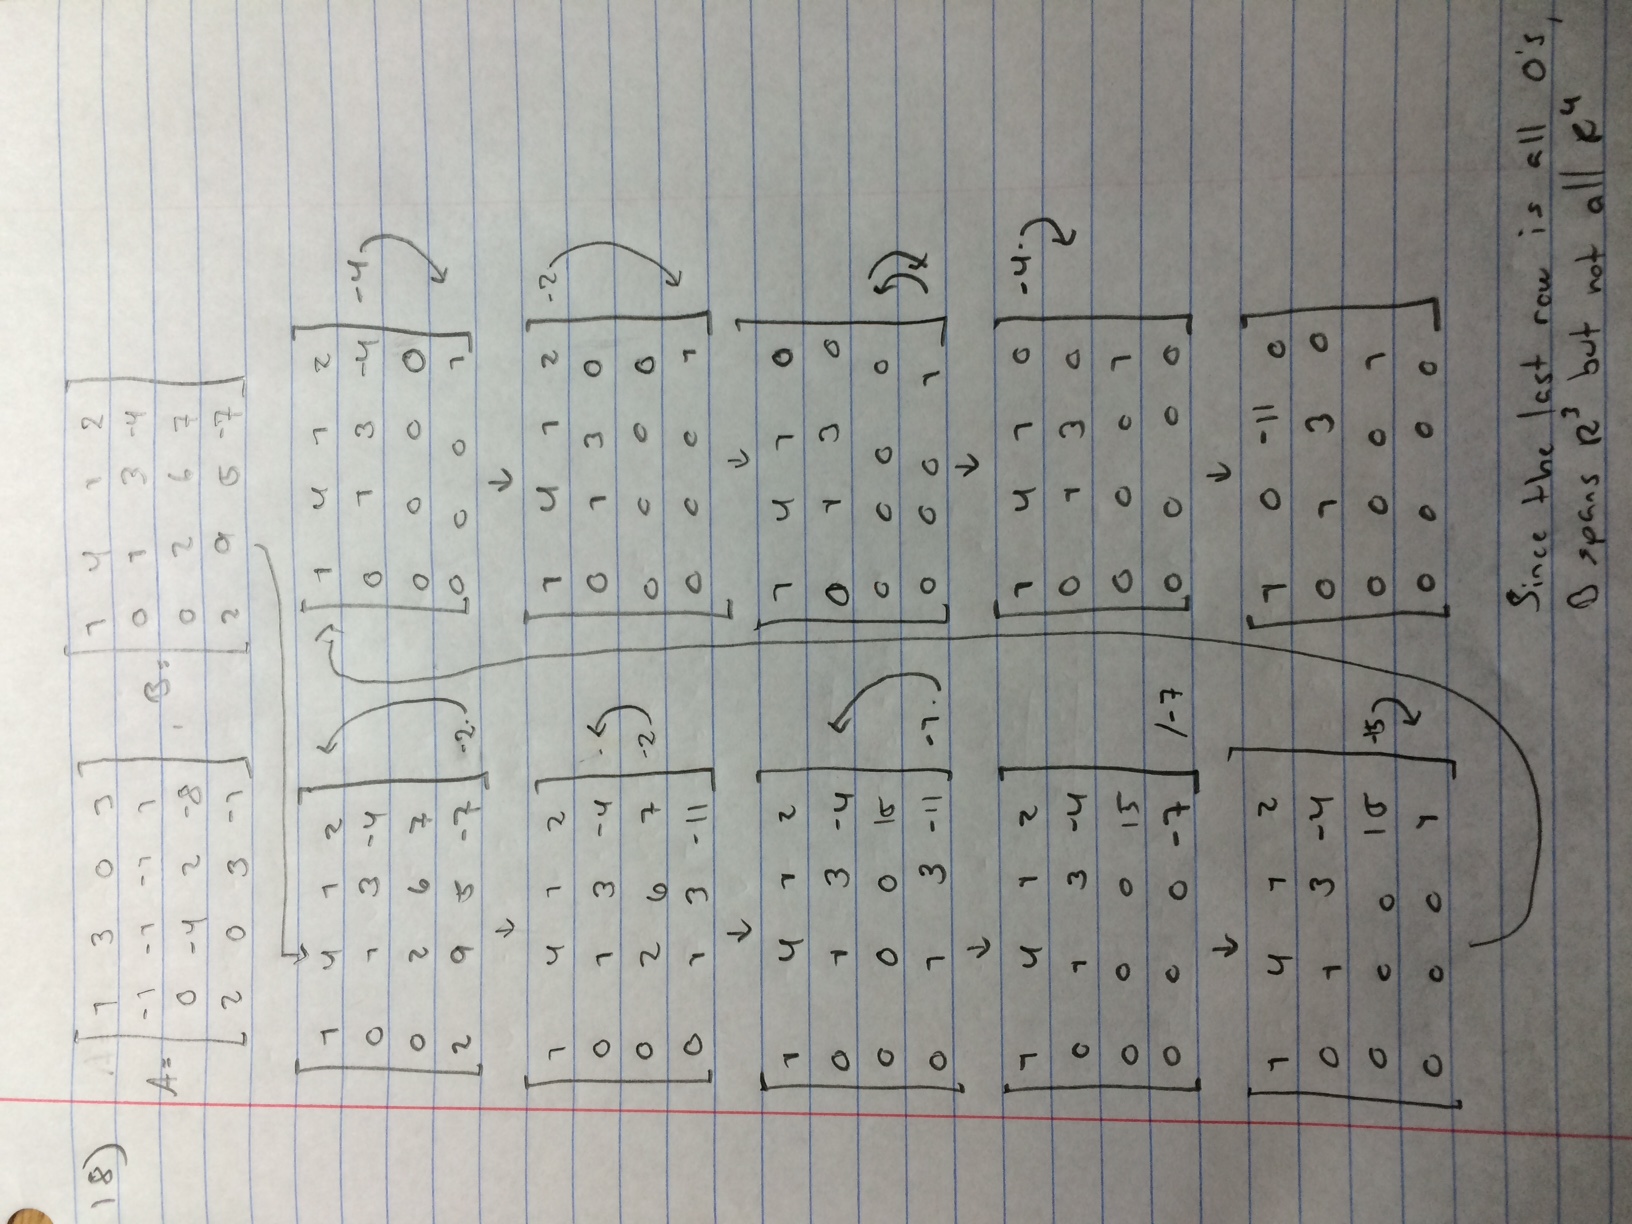 18) A= [ 1 3 0 3 , B= [ 1 4 1 2
-1 -1 -1 1 0 1 3 -4
0 -4 2 -8 0 2 6 7
2 0 3 -1 ] 2 9 5 -7 ]
[ 1 4 1 2
0 1 3 -4
0 2 6 7
2 9 5 -7 ] -2·
↓
[ 1 4 1 2
0 1 3 -4
0 2 6 7 -2
0 1 3 -11 ]
↓
[ 1 4 1 2
0 1 3 -4
0 0 0 15
0 1 3 -11 ] -1·
↓
[ 1 4 1 2
0 1 3 -4
0 0 0 15
0 0 0 -7 ] /-7
↓
[ 1 4 1 2
0 1 3 -4
0 0 0 15 -15
0 0 0 1 ]
[ 1 4 1 2
0 1 3 -4 -4
0 0 0 0
0 0 0 1 ]
↓
[ 1 4 1 2 -2
0 1 3 0
0 0 0 0
0 0 0 1 ]
↓
[ 1 4 1 0
0 1 3 0
0 0 0 0
0 0 0 1 ]
↓
[ 1 4 1 0 -4·
0 1 3 0
0 0 0 1
0 0 0 0 ]
↓
[ 1 0 -11 0
0 1 3 0
0 0 0 1
0 0 0 0 ]
Since the last row is all 0's,
B spans R³ but not all R⁴